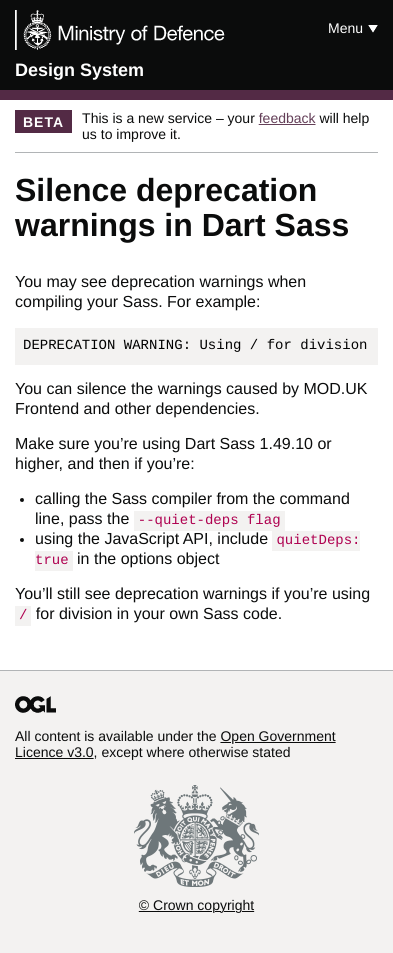 Ministry of Defence
Menu ▼
Design System
BETA
This is a new service – your feedback will help
us to improve it.
Silence deprecation
warnings in Dart Sass
You may see deprecation warnings when
compiling your Sass. For example:
DEPRECATION WARNING: Using / for division
You can silence the warnings caused by MOD.UK
Frontend and other dependencies.
Make sure you’re using Dart Sass 1.49.10 or
higher, and then if you’re:
• calling the Sass compiler from the command
line, pass the --quiet-deps flag
• using the JavaScript API, include quietDeps:
true in the options object
You’ll still see deprecation warnings if you’re using
/ for division in your own Sass code.
OGL
All content is available under the Open Government
Licence v3.0, except where otherwise stated
DIEU ET MON DROIT
© Crown copyright